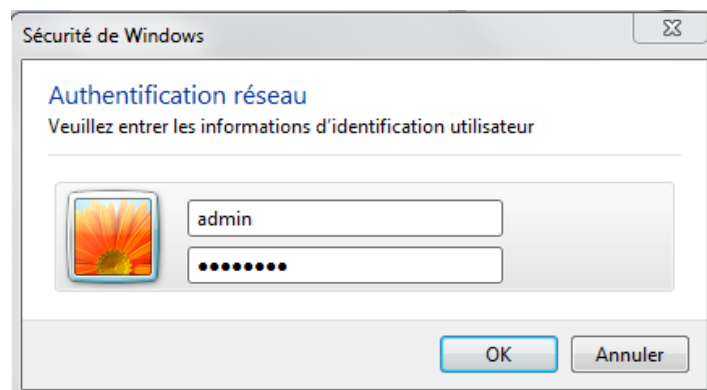 Sécurité de Windows
Authentification réseau
Veuillez entrer les informations d'identification utilisateur
admin
●●●●●●●●
OK Annuler